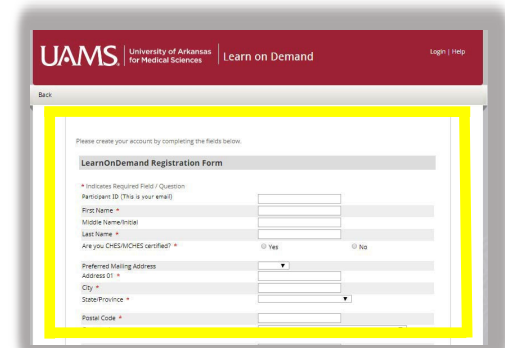 UAMS. University of Arkansas for Medical Sciences Learn on Demand Login | Help
Back
Please create your account by completing the fields below.
LearnOnDemand Registration Form
* Indicates Required Field / Question
Participant ID (This is your email)
First Name *
Middle Name/Initial
Last Name *
Are you CHES/MCHES certified? * Yes No
Preferred Mailing Address
Address 01 *
City *
State/Province *
Postal Code *